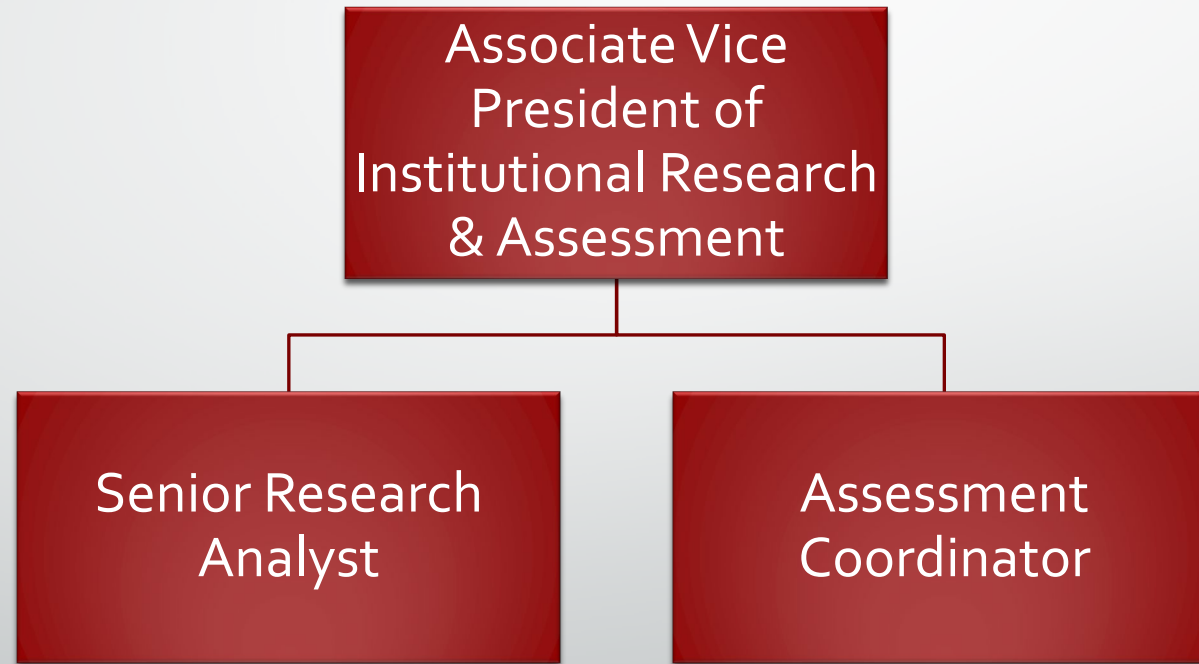 Associate Vice
President of
Institutional Research
& Assessment
Senior Research
Analyst
Assessment
Coordinator